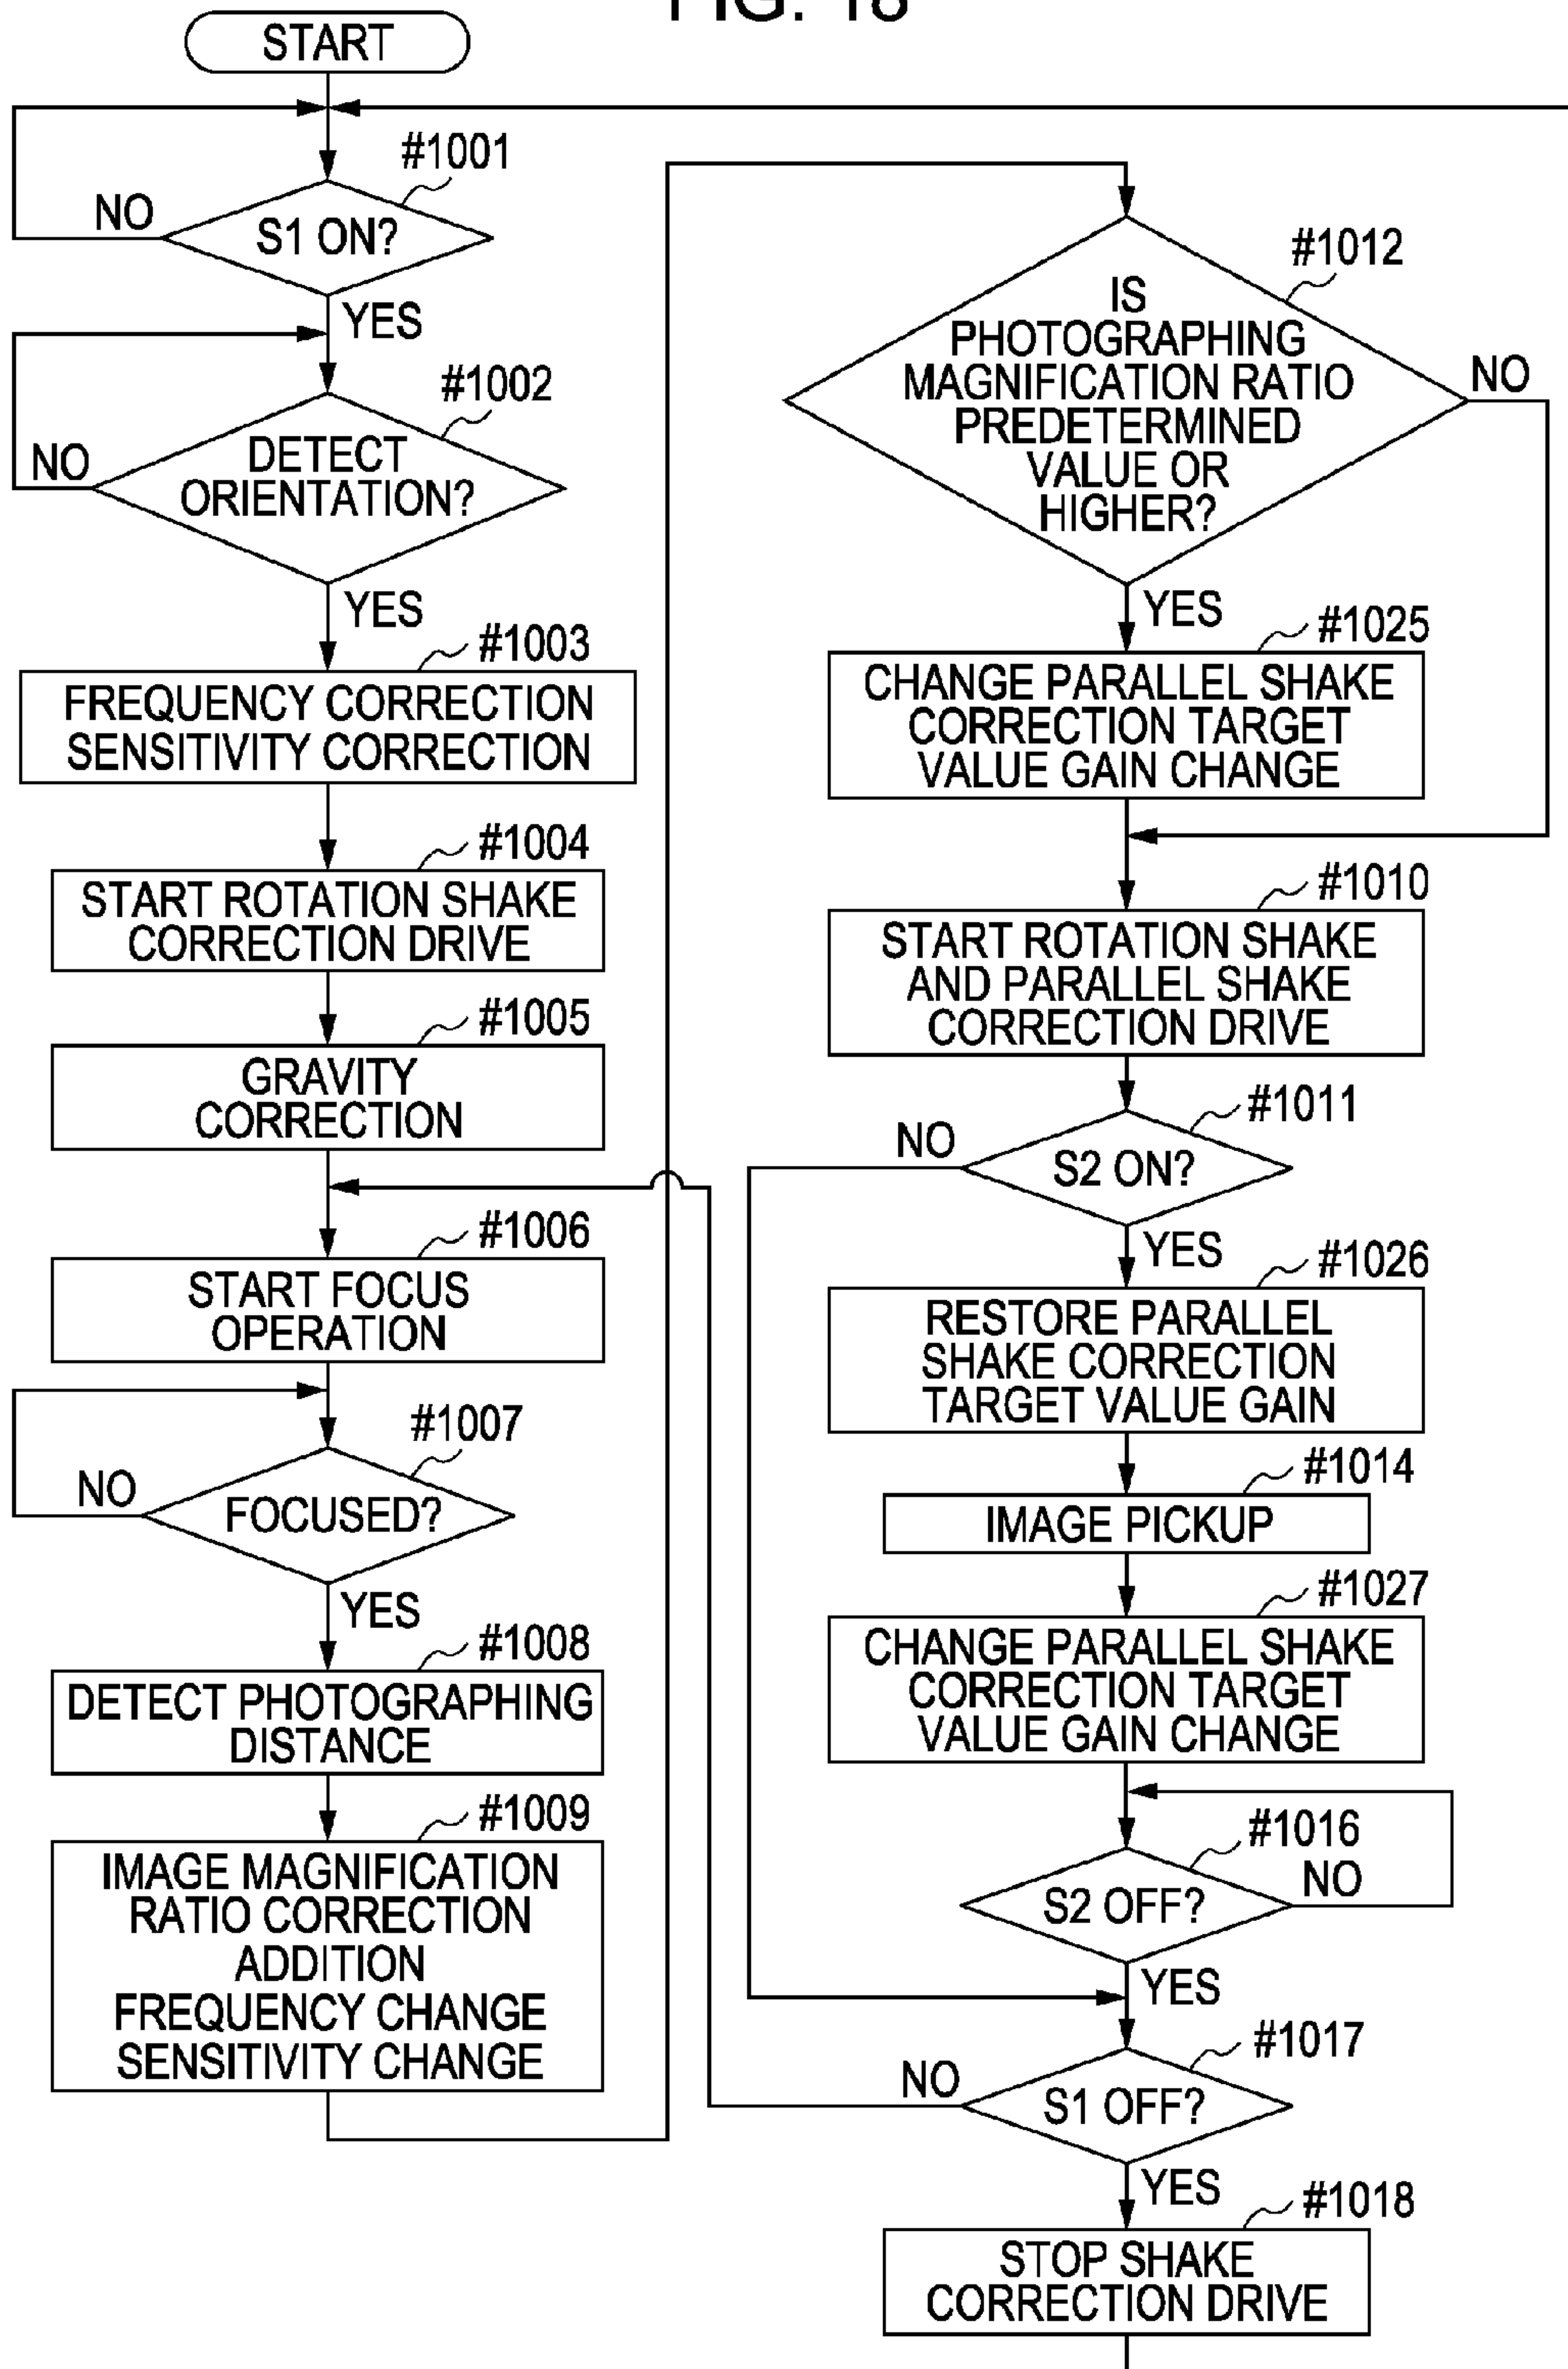 FIG.
START
#1001
NO
S1 ON?
YES
#1002
NO
DETECT
ORIENTATION?
YES
#1003
FREQUENCY CORRECTION
SENSITIVITY CORRECTION
#1004
START ROTATION SHAKE
CORRECTION DRIVE
#1005
GRAVITY
CORRECTION
#1006
START FOCUS
OPERATION
#1007
NO
FOCUSED?
YES
#1008
DETECT PHOTOGRAPHING
DISTANCE
#1009
IMAGE MAGNIFICATION
RATIO CORRECTION
ADDITION
FREQUENCY CHANGE
SENSITIVITY CHANGE
#1012
IS
PHOTOGRAPHING
MAGNIFICATION RATIO
PREDETERMINED
VALUE OR
HIGHER?
NO
YES
#1025
CHANGE PARALLEL SHAKE
CORRECTION TARGET
VALUE GAIN CHANGE
#1010
START ROTATION SHAKE
AND PARALLEL SHAKE
CORRECTION DRIVE
#1011
NO
S2 ON?
YES
#1026
RESTORE PARALLEL
SHAKE CORRECTION
TARGET VALUE GAIN
#1014
IMAGE PICKUP
#1027
CHANGE PARALLEL SHAKE
CORRECTION TARGET
VALUE GAIN CHANGE
#1016
S2 OFF?
NO
YES
#1017
NO
S1 OFF?
YES
#1018
STOP SHAKE
CORRECTION DRIVE